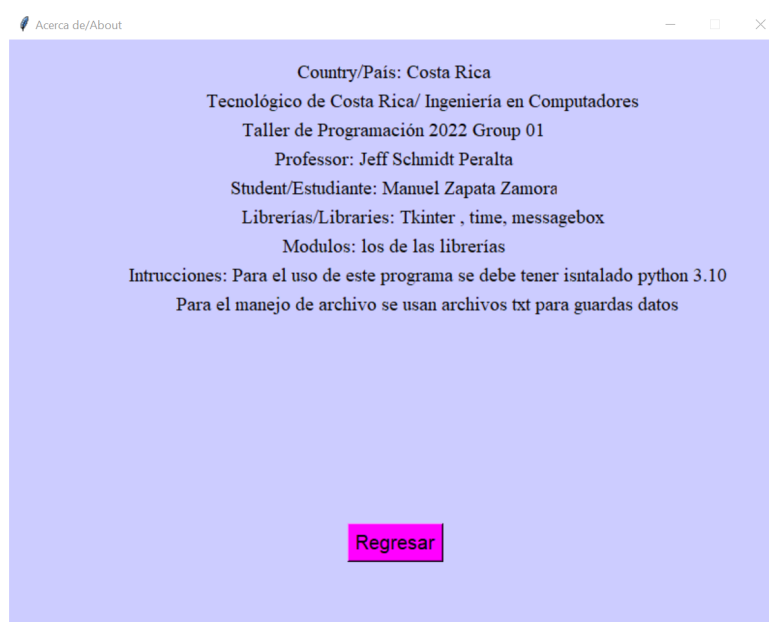 Acerca de/About
Country/País: Costa Rica
Tecnológico de Costa Rica/ Ingeniería en Computadores
Taller de Programación 2022 Group 01
Professor: Jeff Schmidt Peralta
Student/Estudiante: Manuel Zapata Zamora
Librerías/Libraries: Tkinter , time, messagebox
Modulos: los de las librerías
Intrucciones: Para el uso de este programa se debe tener isntalado python 3.10
Para el manejo de archivo se usan archivos txt para guardas datos
Regresar